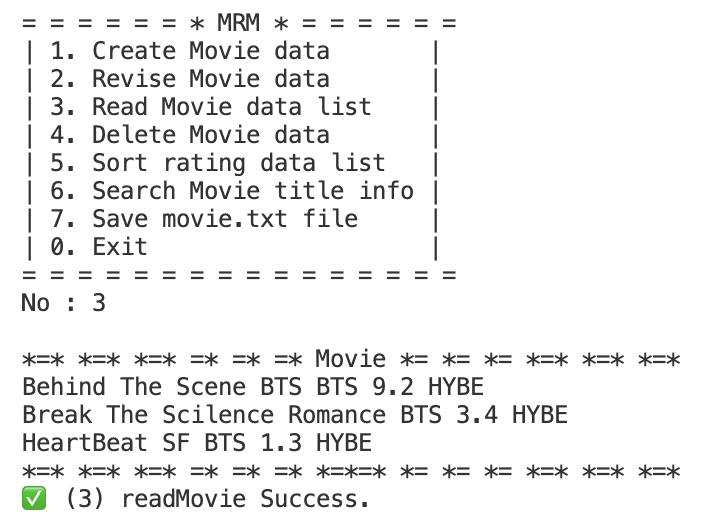 = = = = = = * MRM * = = = = = =
| 1. Create Movie data       |
| 2. Revise Movie data       |
| 3. Read Movie data list    |
| 4. Delete Movie data       |
| 5. Sort rating data list   |
| 6. Search Movie title info |
| 7. Save movie.txt file     |
| 0. Exit                    |
= = = = = = = = = = = = = = = =
No : 3
*=* *=* *=* =* =* =* Movie *= *= *= *=* *=* *=*
Behind The Scene BTS BTS 9.2 HYBE
Break The Scilence Romance BTS 3.4 HYBE
HeartBeat SF BTS 1.3 HYBE
*=* *=* *=* =* =* =* *=*=* *= *= *= *=* *=* *=*
✅ (3) readMovie Success.